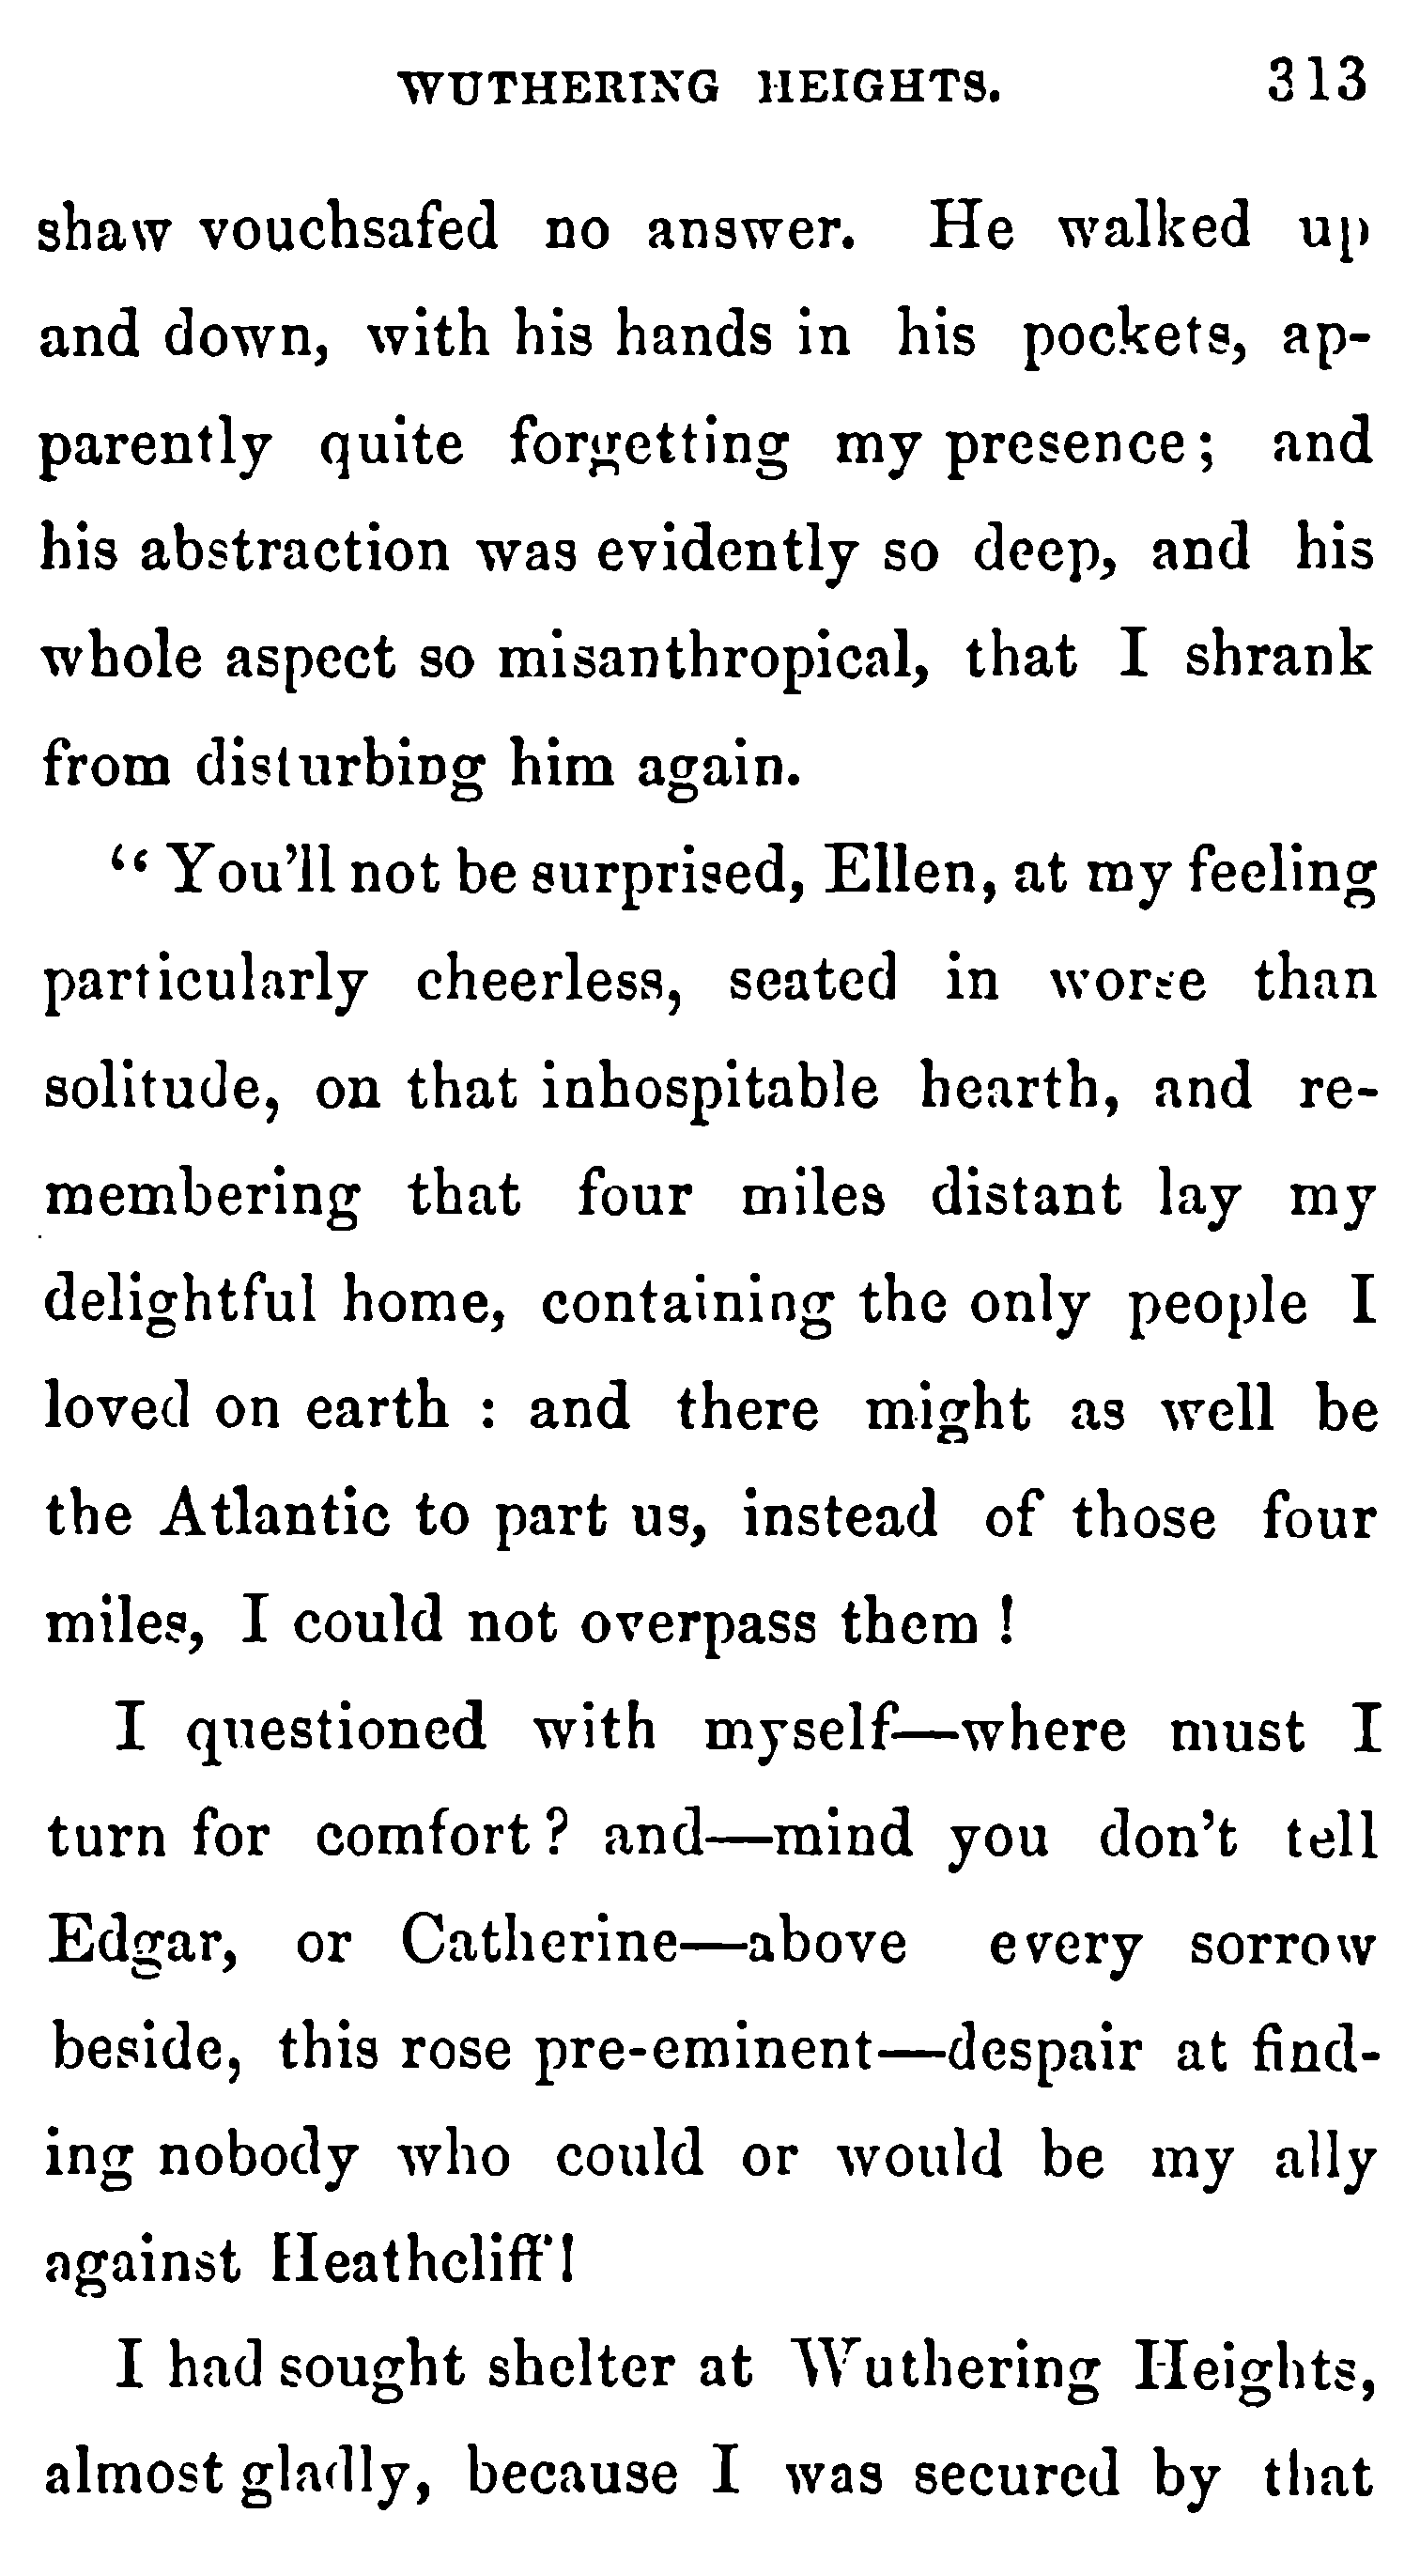 WUTHERING HEIGHTS. 313
shaw vouchsafed no answer. He walked up
and down, with his hands in his pockets, ap-
parently quite forgetting my presence; and
his abstraction was evidently so deep, and his
whole aspect so misanthropical, that I shrank
from disturbing him again.
“You'll not be surprised, Ellen, at my feeling
particularly cheerless, seated in worse than
solitude, on that inhospitable hearth, and re-
membering that four miles distant lay my
delightful home, containing the only people I
loved on earth : and there might as well be
the Atlantic to part us, instead of those four
miles, I could not overpass them !
I questioned with myself—where must I
turn for comfort? and—mind you don't tell
Edgar, or Catherine—above every sorrow
beside, this rose pre-eminent—despair at find-
ing nobody who could or would be my ally
against Heathcliff!
I had sought shelter at Wuthering Heights,
almost gladly, because I was secured by that